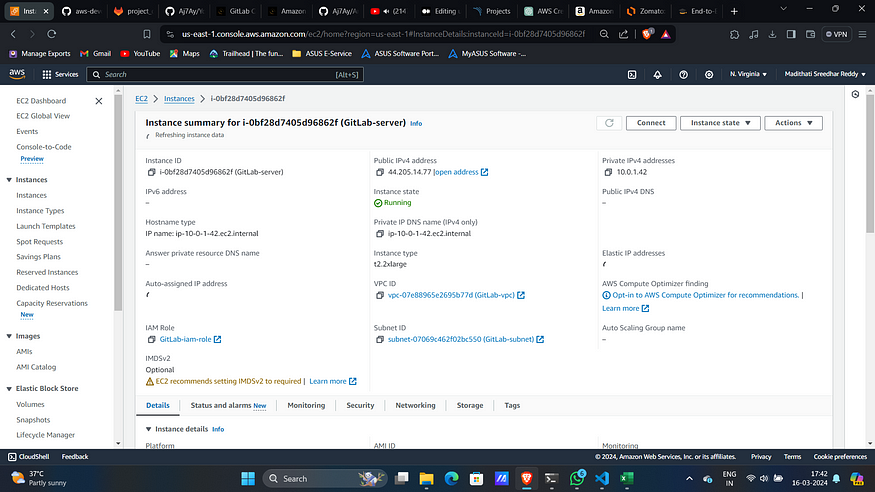 Inst:
aws-dev
project_
Aj7Ay/Y
GitLab C
Amazon
Aj7Ay/A
(214
Editing
Projects
AWS Cre
Amazon
Zomato
End-to-I
us-east-1.console.aws.amazon.com/ec2/home?region=us-east-1#InstanceDetails:instanceId=i-0bf28d7405d96862f
VPN
Manage Exports
Gmail
YouTube
Maps
Trailhead | The fun...
ASUS E-Service
ASUS Software Port...
MyASUS Software -...
aws
Services
Search
[Alt+S]
N. Virginia
Madithati Sreedhar Reddy
EC2 Dashboard
EC2 Global View
Events
Console-to-Code
Preview
Instances
Instances
Instance Types
Launch Templates
Spot Requests
Savings Plans
Reserved Instances
Dedicated Hosts
Capacity Reservations
New
Images
AMIs
AMI Catalog
Elastic Block Store
Volumes
Snapshots
Lifecycle Manager
EC2 > Instances > i-0bf28d7405d96862f
Instance summary for i-0bf28d7405d96862f (GitLab-server) Info
Refreshing instance data
Connect
Instance state
Actions
Instance ID
i-0bf28d7405d96862f (GitLab-server)
Public IPv4 address
44.205.14.77 |open address
Private IPv4 addresses
10.0.1.42
IPv6 address
–
Instance state
Running
Public IPv4 DNS
–
Hostname type
IP name: ip-10-0-1-42.ec2.internal
Private IP DNS name (IPv4 only)
ip-10-0-1-42.ec2.internal
Answer private resource DNS name
–
Instance type
t2.2xlarge
Elastic IP addresses
Auto-assigned IP address
VPC ID
vpc-07e88965e2695b77d (GitLab-vpc)
AWS Compute Optimizer finding
Opt-in to AWS Compute Optimizer for recommendations. |
Learn more
IAM Role
GitLab-iam-role
Subnet ID
subnet-07069c462f02bc550 (GitLab-subnet)
Auto Scaling Group name
–
IMDSv2
Optional
EC2 recommends setting IMDSv2 to required | Learn more
Details
Status and alarms New
Monitoring
Security
Networking
Storage
Tags
Instance details Info
Platform
AMI ID
Monitoring
CloudShell
Feedback
© 2024, Amazon Web Services, Inc. or its affiliates.
Privacy
Terms
Cookie preferences
37°C
Partly sunny
Search
ENG
IN
17:42
16-03-2024